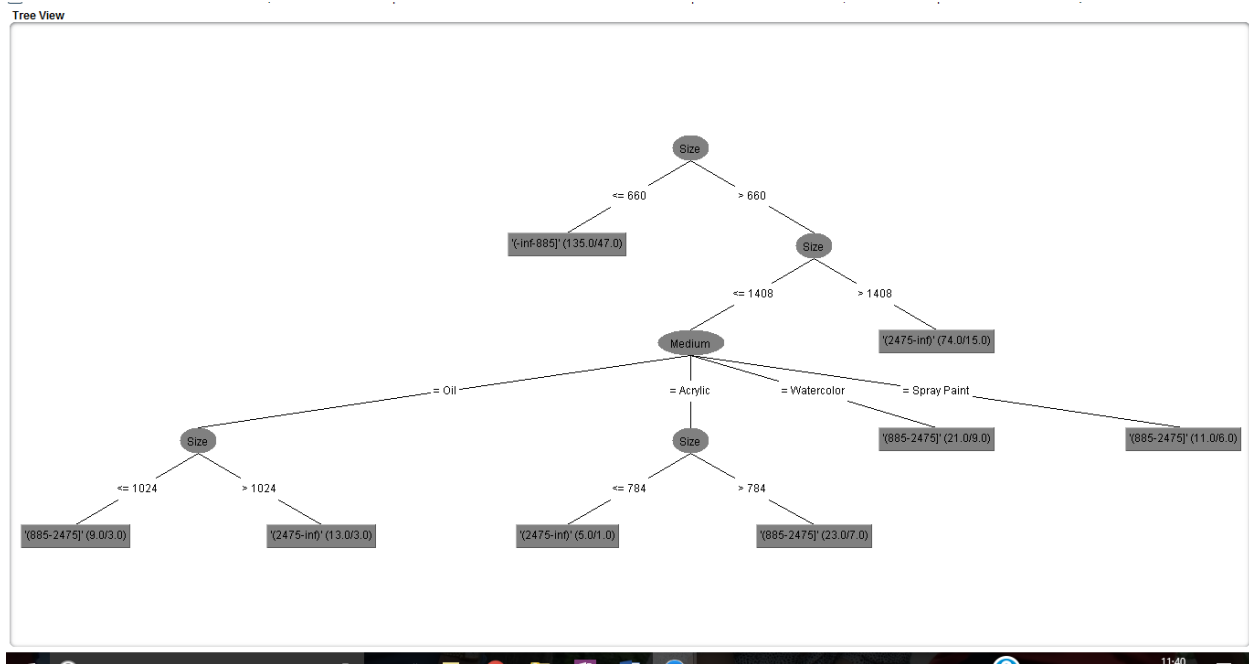 Tree View
Size
<= 660
> 660
'(-inf-885]' (135.0/47.0)
Size
<= 1408
> 1408
Medium
'(2475-inf)' (74.0/15.0)
= Oil
= Acrylic
= Watercolor
= Spray Paint
Size
Size
'(885-2475]' (21.0/9.0)
'(885-2475]' (11.0/6.0)
<= 1024
> 1024
<= 784
> 784
'(885-2475]' (9.0/3.0)
'(2475-inf)' (13.0/3.0)
'(2475-inf)' (5.0/1.0)
'(885-2475]' (23.0/7.0)
11:40